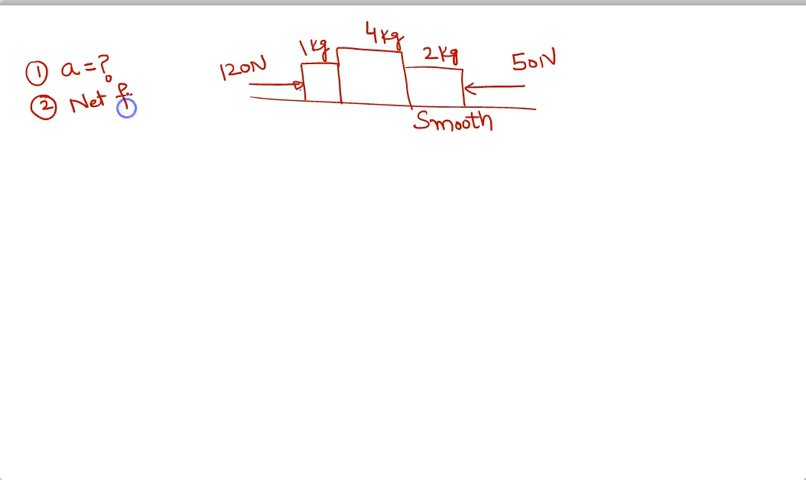 ① a=?
② Net
120N
1kg
4kg
2kg
50N
Smooth